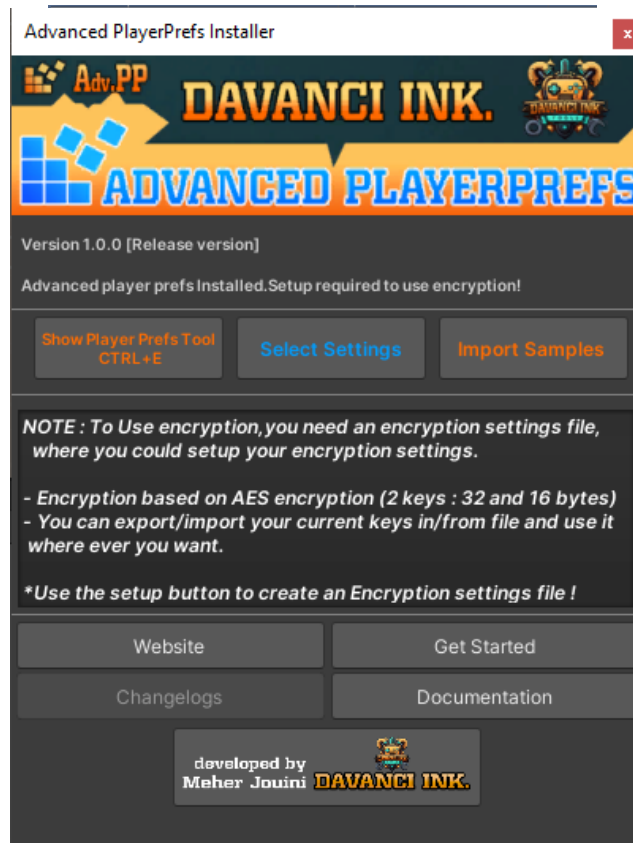 Advanced PlayerPrefs Installer
x
Adv.PP
DAVANCI INK.
DAVANCI INK
TOOLS
ADVANCED PLAYERPREFS
Version 1.0.0 [Release version]
Advanced player prefs Installed.Setup required to use encryption!
Show Player Prefs Tool
CTRL+E
Select Settings
Import Samples
NOTE : To Use encryption,you need an encryption settings file,
where you could setup your encryption settings.
- Encryption based on AES encryption (2 keys : 32 and 16 bytes)
- You can export/import your current keys in/from file and use it
where ever you want.
*Use the setup button to create an Encryption settings file !
Website
Get Started
Changelogs
Documentation
developed by
Meher Jouini
DAVANCI INK.